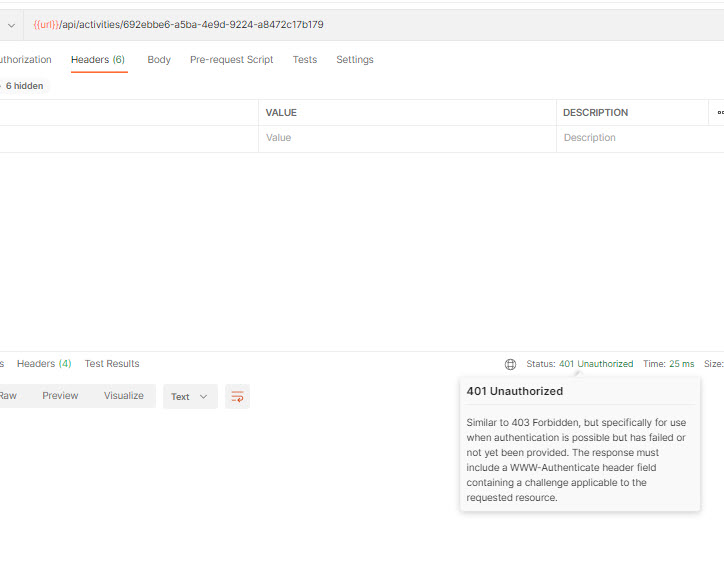 {{url}}/api/activities/692ebbe6-a5ba-4e9d-9224-a8472c17b179
uthorization Headers (6) Body Pre-request Script Tests Settings
6 hidden
VALUE DESCRIPTION
Value Description
s Headers (4) Test Results Status: 401 Unauthorized Time: 25 ms Size:
Raw Preview Visualize Text
401 Unauthorized
Similar to 403 Forbidden, but specifically for use
when authentication is possible but has failed or
not yet been provided. The response must
include a WWW-Authenticate header field
containing a challenge applicable to the
requested resource.